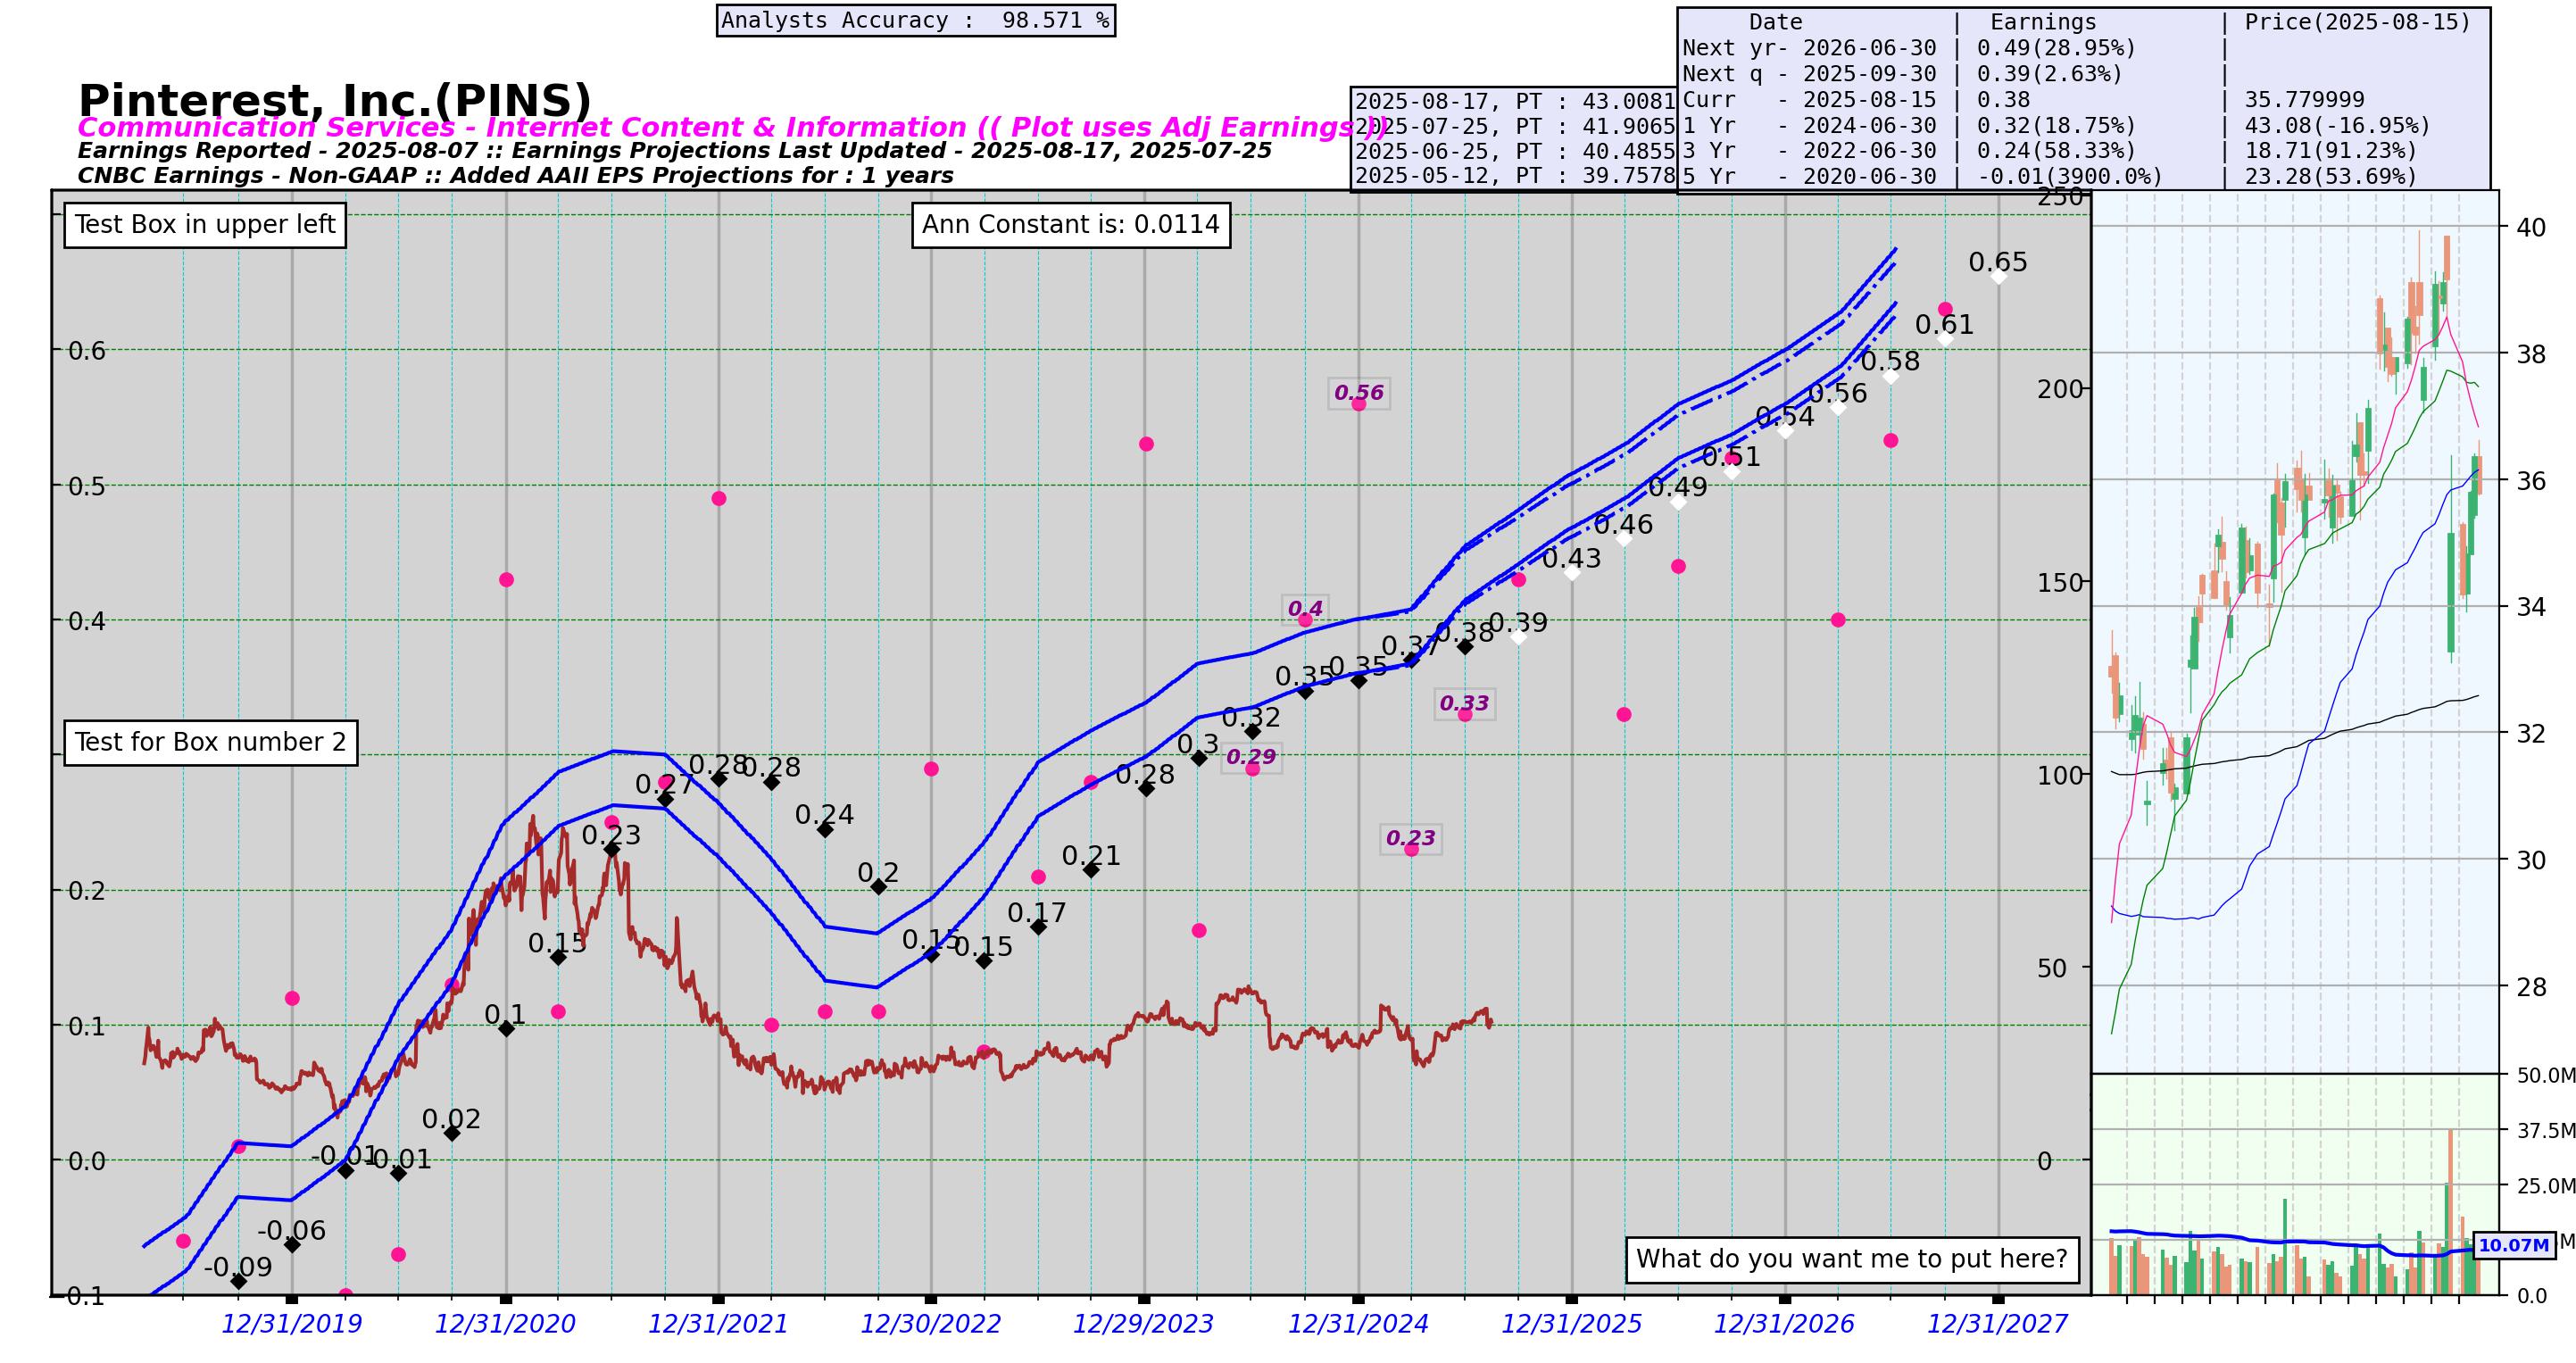 Analysts Accuracy :  98.571 %
Date | Earnings | Price(2025-08-15)
Next yr- 2026-06-30 | 0.49(28.95%) |
Next q - 2025-09-30 | 0.39(2.63%) |
Curr - 2025-08-15 | 0.38 | 35.779999
1 Yr - 2024-06-30 | 0.32(18.75%) | 43.08(-16.95%)
3 Yr - 2022-06-30 | 0.24(58.33%) | 18.71(91.23%)
5 Yr - 2020-06-30 | -0.01(3900.0%) | 23.28(53.69%)
Pinterest, Inc.(PINS)
Communication Services - Internet Content & Information (( Plot uses Adj Earnings ))
Earnings Reported - 2025-08-07 :: Earnings Projections Last Updated - 2025-08-17, 2025-07-25
CNBC Earnings - Non-GAAP :: Added AAII EPS Projections for : 1 years
2025-08-17, PT : 43.0081
2025-07-25, PT : 41.9065
2025-06-25, PT : 40.4855
2025-05-12, PT : 39.7578
Test Box in upper left
Ann Constant is: 0.0114
Test for Box number 2
What do you want me to put here?
0.6
0.5
0.4
0.2
0.1
0.0
-0.1
-0.09
-0.06
-0.01
-0.01
0.02
0.1
0.15
0.23
0.27
0.28
0.28
0.24
0.2
0.15
0.15
0.17
0.21
0.28
0.3
0.32
0.35
0.35
0.37
0.38
0.39
0.43
0.46
0.49
0.51
0.54
0.56
0.58
0.61
0.65
0.29
0.4
0.56
0.23
0.33
250
200
150
100
50
0
40
38
36
34
32
30
28
50.0M
37.5M
25.0M
10.07M
0.0
12/31/2019
12/31/2020
12/31/2021
12/30/2022
12/29/2023
12/31/2024
12/31/2025
12/31/2026
12/31/2027